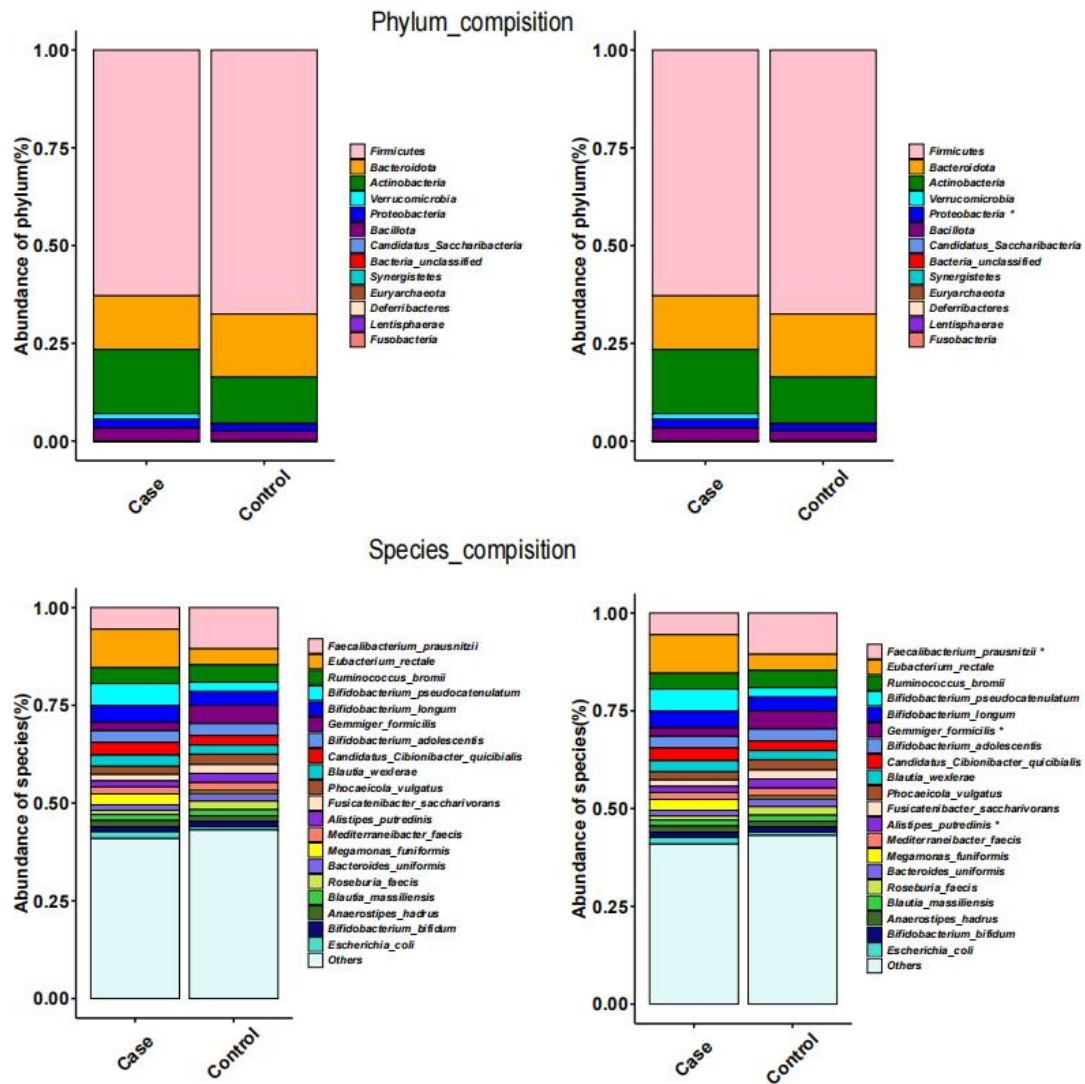 Phylum_compisition
Abundance of phylum(%)
1.00
0.75
0.50
0.25
0.00
Case
Control
Firmicutes
Bacteroidota
Actinobacteria
Verrucomicrobia
Proteobacteria
Bacillota
Candidatus_Saccharibacteria
Bacteria_unclassified
Synergistetes
Euryarchaeota
Deferribacteres
Lentisphaerae
Fusobacteria
Abundance of phylum(%)
1.00
0.75
0.50
0.25
0.00
Case
Control
Firmicutes
Bacteroidota
Actinobacteria
Verrucomicrobia
Proteobacteria *
Bacillota
Candidatus_Saccharibacteria
Bacteria_unclassified
Synergistetes
Euryarchaeota
Deferribacteres
Lentisphaerae
Fusobacteria
Species_compisition
Abundance of species(%)
1.00
0.75
0.50
0.25
0.00
Case
Control
Faecalibacterium_prausnitzii
Eubacterium_rectale
Ruminococcus_bromii
Bifidobacterium_pseudocatenulatum
Bifidobacterium_longum
Gemmiger_formicilis
Bifidobacterium_adolescentis
Candidatus_Cibionibacter_quicibialis
Blautia_wexlerae
Phocaeicola_vulgatus
Fusicatenibacter_saccharivorans
Alistipes_putredinis
Mediterraneibacter_faecis
Megamonas_funiformis
Bacteroides_uniformis
Roseburia_faecis
Blautia_massiliensis
Anaerostipes_hadrus
Bifidobacterium_bifidum
Escherichia_coli
Others
Abundance of species(%)
1.00
0.75
0.50
0.25
0.00
Case
Control
Faecalibacterium_prausnitzii *
Eubacterium_rectale
Ruminococcus_bromii
Bifidobacterium_pseudocatenulatum
Bifidobacterium_longum
Gemmiger_formicilis *
Bifidobacterium_adolescentis
Candidatus_Cibionibacter_quicibialis
Blautia_wexlerae
Phocaeicola_vulgatus
Fusicatenibacter_saccharivorans
Alistipes_putredinis *
Mediterraneibacter_faecis
Megamonas_funiformis
Bacteroides_uniformis
Roseburia_faecis
Blautia_massiliensis
Anaerostipes_hadrus
Bifidobacterium_bifidum
Escherichia_coli
Others